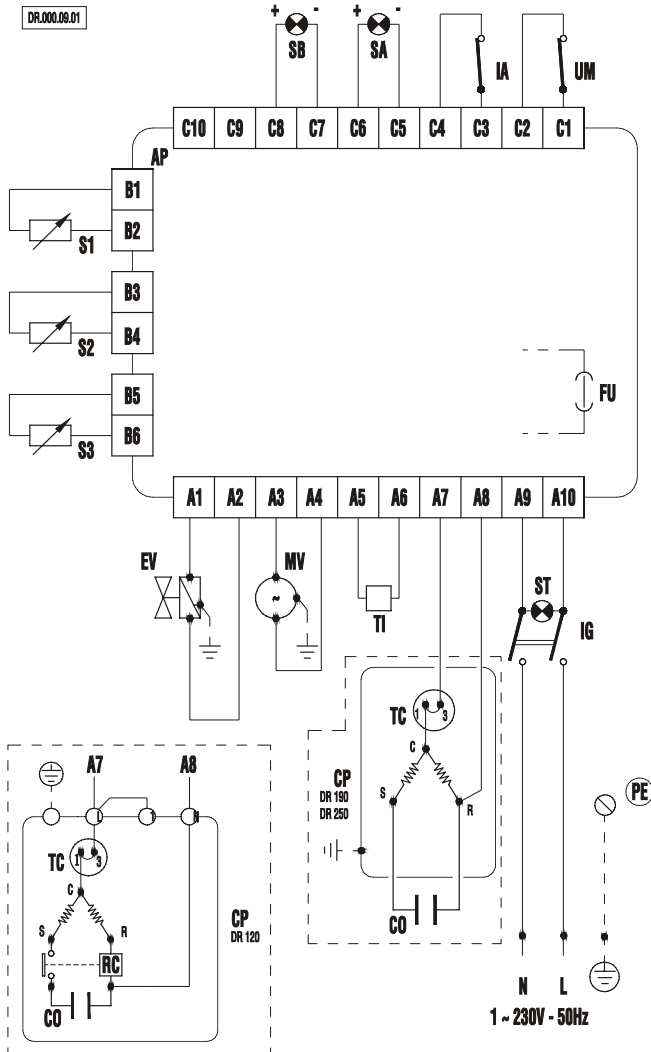 DR.000.09.01
+ - + -
SB SA IA UM
C10 C9 C8 C7 C6 C5 C4 C3 C2 C1
AP
B1
B2
S1
B3
B4
S2
B5
B6
S3
FU
A1 A2 A3 A4 A5 A6 A7 A8 A9 A10
EV MV
~
TI
ST
IG
TC 1 3
C
CP
DR 190
DR 250
S R
CO
PE
A7 A8
L 1 N
TC 1 3
C
S R
CP
DR 120
RC
CO
N L
1 ~ 230V - 50Hz